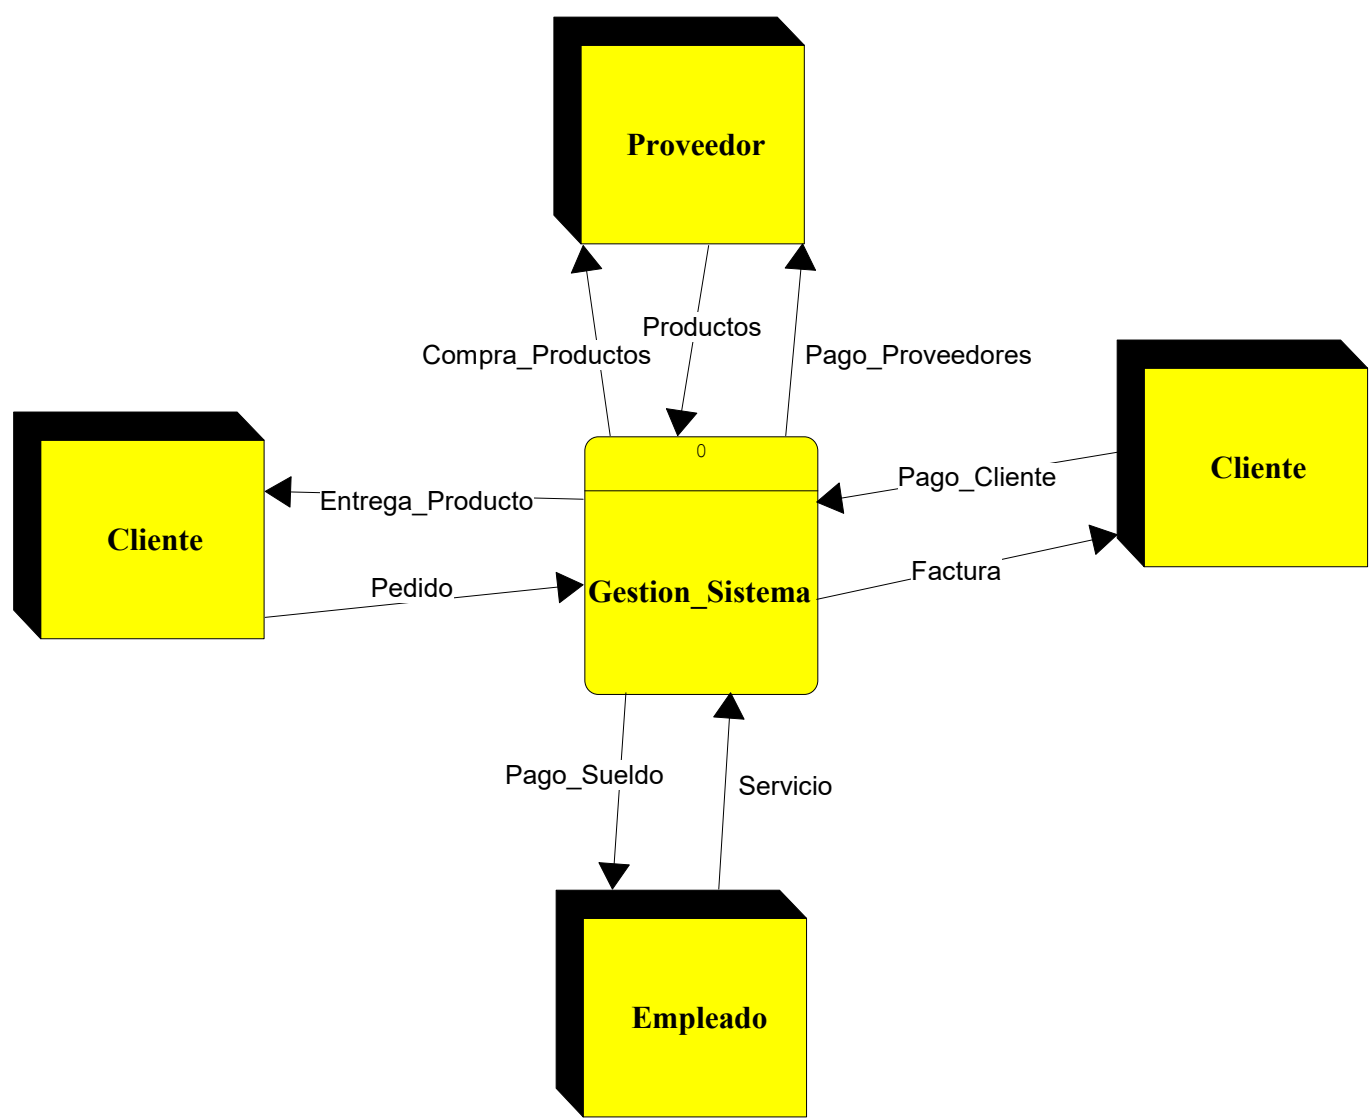 Proveedor
Productos
Compra_Productos
Pago_Proveedores
Cliente
0
Pago_Cliente
Entrega_Producto
Cliente
Factura
Pedido
Gestion_Sistema
Pago_Sueldo
Servicio
Empleado